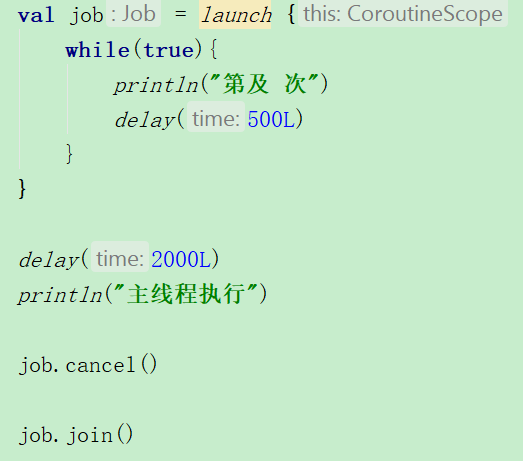 val job : Job = launch { this: CoroutineScope
while(true){
println("第及 次")
delay( time: 500L)
}
}
delay( time: 2000L)
println("主线程执行")
job.cancel()
job.join()